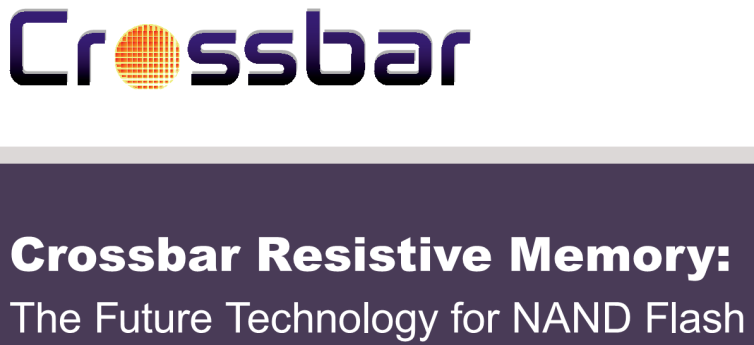 Crossbar
Crossbar Resistive Memory:
The Future Technology for NAND Flash